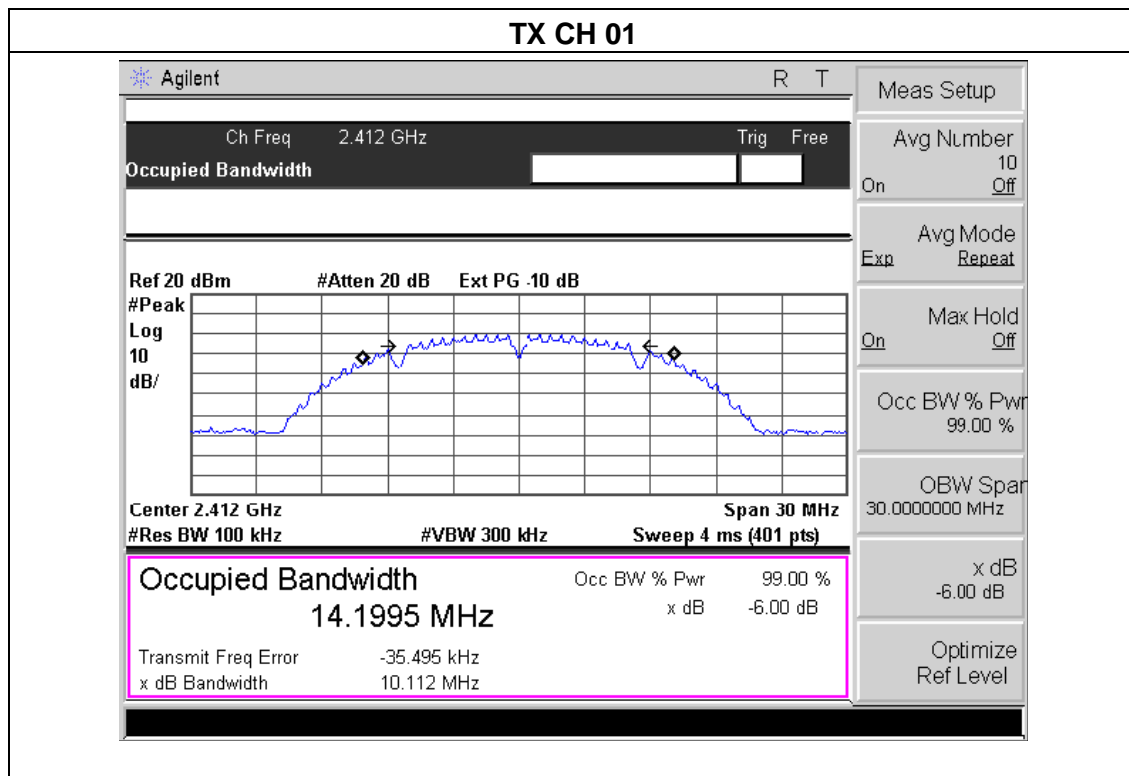 TX CH 01
Agilent R T
Ch Freq 2.412 GHz Trig Free
Occupied Bandwidth
Ref 20 dBm #Atten 20 dB Ext PG -10 dB
#Peak
Log
10
dB/
Center 2.412 GHz Span 30 MHz
#Res BW 100 kHz #VBW 300 kHz Sweep 4 ms (401 pts)
Occupied Bandwidth Occ BW % Pwr 99.00 %
14.1995 MHz x dB -6.00 dB
Transmit Freq Error -35.495 kHz
x dB Bandwidth 10.112 MHz
Meas Setup
Avg Number
10
On Off
Avg Mode
Exp Repeat
Max Hold
On Off
Occ BW % Pwr
99.00 %
OBW Span
30.0000000 MHz
x dB
-6.00 dB
Optimize
Ref Level